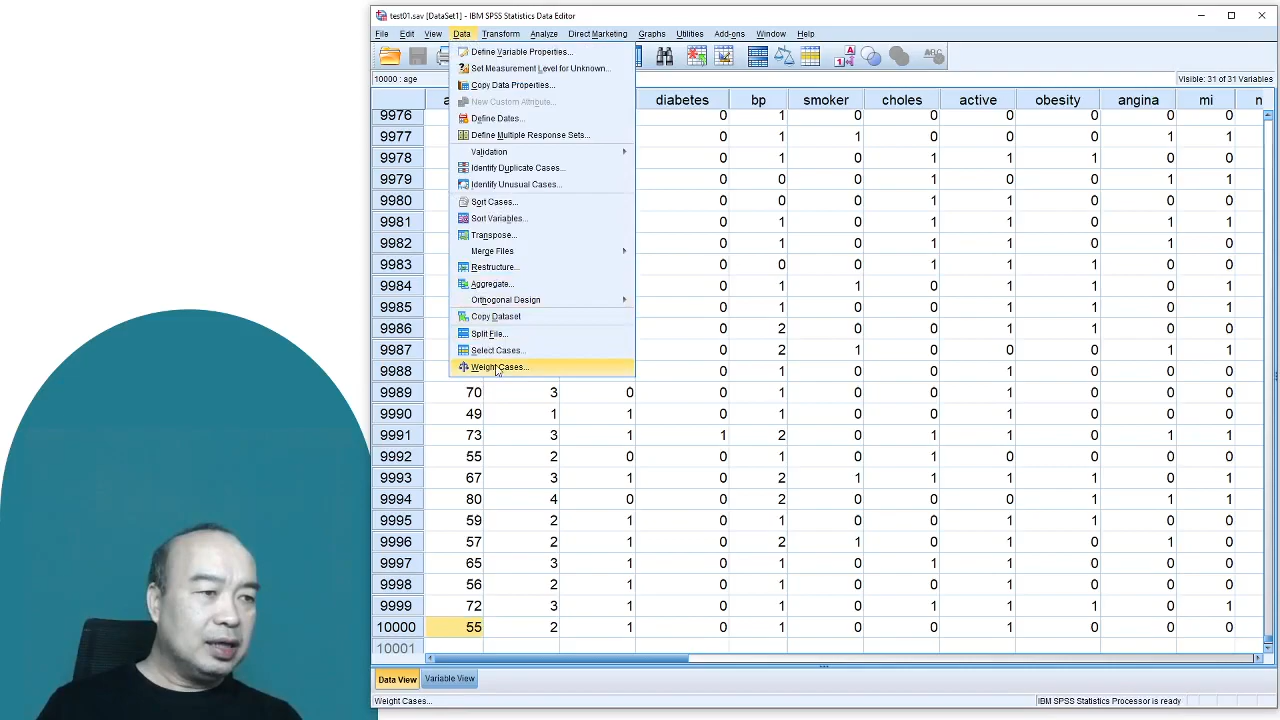 test01.sav [DataSet1] - IBM SPSS Statistics Data Editor
File Edit View Data Transform Analyze Direct Marketing Graphs Utilities Add-ons Window Help
10000 : age
Visible: 31 of 31 Variables
Define Variable Properties...
Set Measurement Level for Unknown...
Copy Data Properties...
New Custom Attribute...
Define Dates...
Define Multiple Response Sets...
Validation
Identify Duplicate Cases...
Identify Unusual Cases...
Sort Cases...
Sort Variables...
Transpose...
Merge Files
Restructure...
Aggregate...
Orthogonal Design
Copy Dataset
Split File...
Select Cases...
Weight Cases...
a diabetes bp smoker choles active obesity angina mi n
9976 0 1 0 0 1 0 0 0
9977 0 1 1 0 0 0 1 1
9978 0 1 0 1 1 0 0 0
9979 0 0 0 1 0 0 1 1
9980 0 0 0 1 1 0 0 0
9981 0 1 0 0 1 0 1 1
9982 0 1 0 1 1 0 1 0
9983 0 0 0 1 1 0 0 0
9984 0 1 1 0 1 0 0 1
9985 0 1 0 0 1 0 0 1
9986 0 2 0 0 1 0 0 0
9987 0 2 1 0 0 0 1 1
9988 0 1 0 0 1 0 0 0
9989 70 3 0 0 1 0 0 1 0 0 0
9990 49 1 1 0 1 0 0 1 0 0 0
9991 73 3 1 1 2 0 1 1 0 1 1
9992 55 2 0 0 1 0 0 1 0 0 0
9993 67 3 1 0 2 1 1 1 0 0 1
9994 80 4 0 0 2 0 0 0 1 1 1
9995 59 2 1 0 1 0 0 1 1 0 0
9996 57 2 1 0 2 1 0 1 0 1 0
9997 65 3 1 0 1 0 1 1 0 0 0
9998 56 2 1 0 1 0 0 1 0 0 0
9999 72 3 1 0 1 0 1 1 0 0 1
10000 55 2 1 0 1 0 0 1 0 0 0
10001
Data View Variable View
Weight Cases...
IBM SPSS Statistics Processor is ready